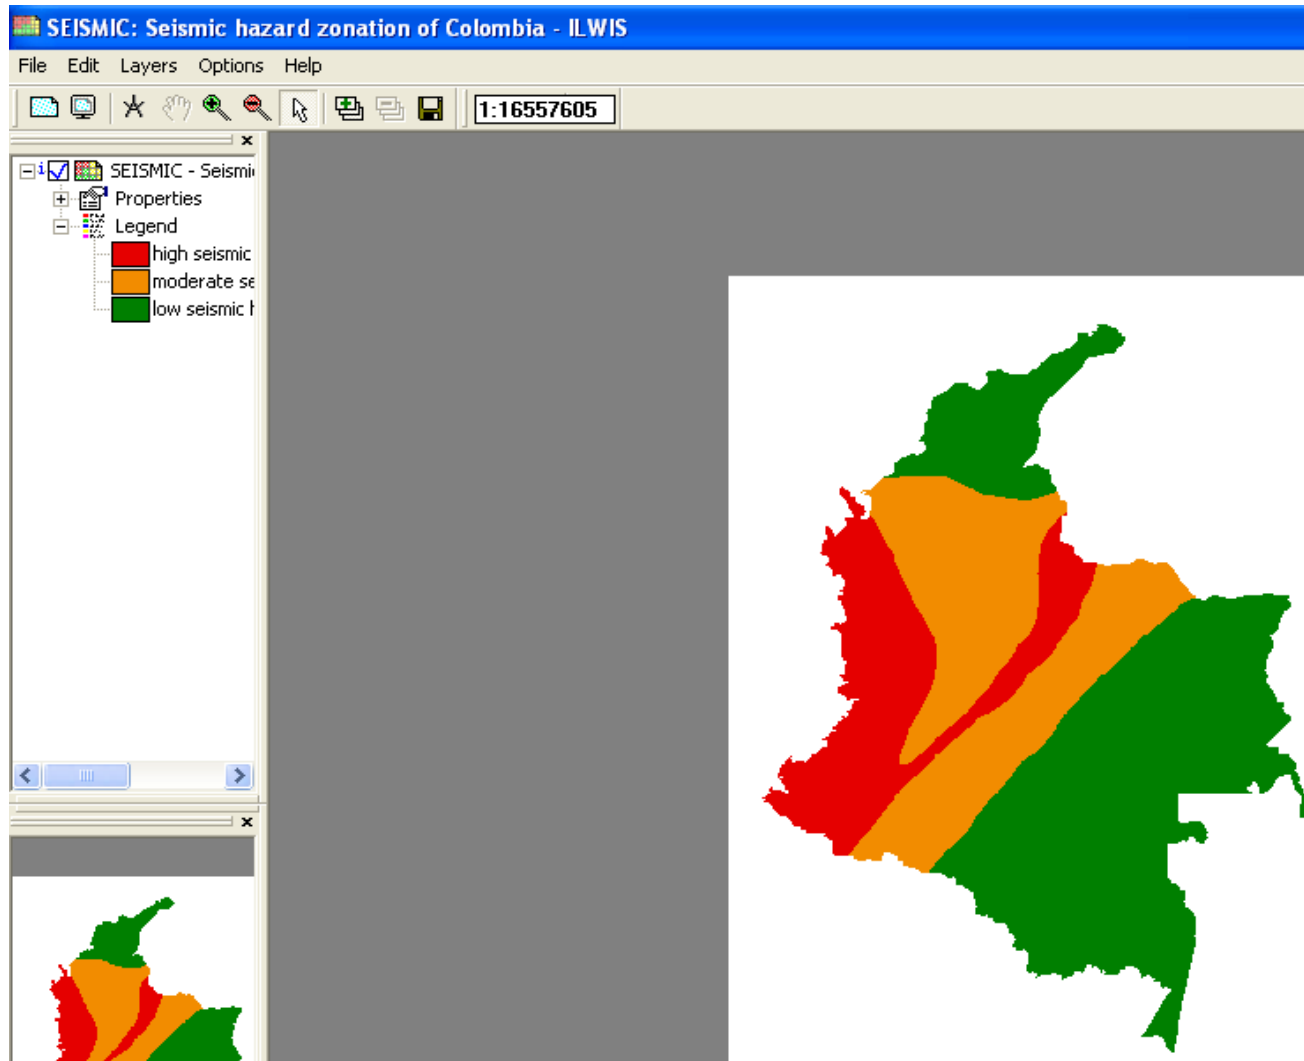 SEISMIC: Seismic hazard zonation of Colombia - ILWIS
File Edit Layers Options Help
1:16557605
SEISMIC - Seismi
Properties
Legend
high seismic
moderate se
low seismic h